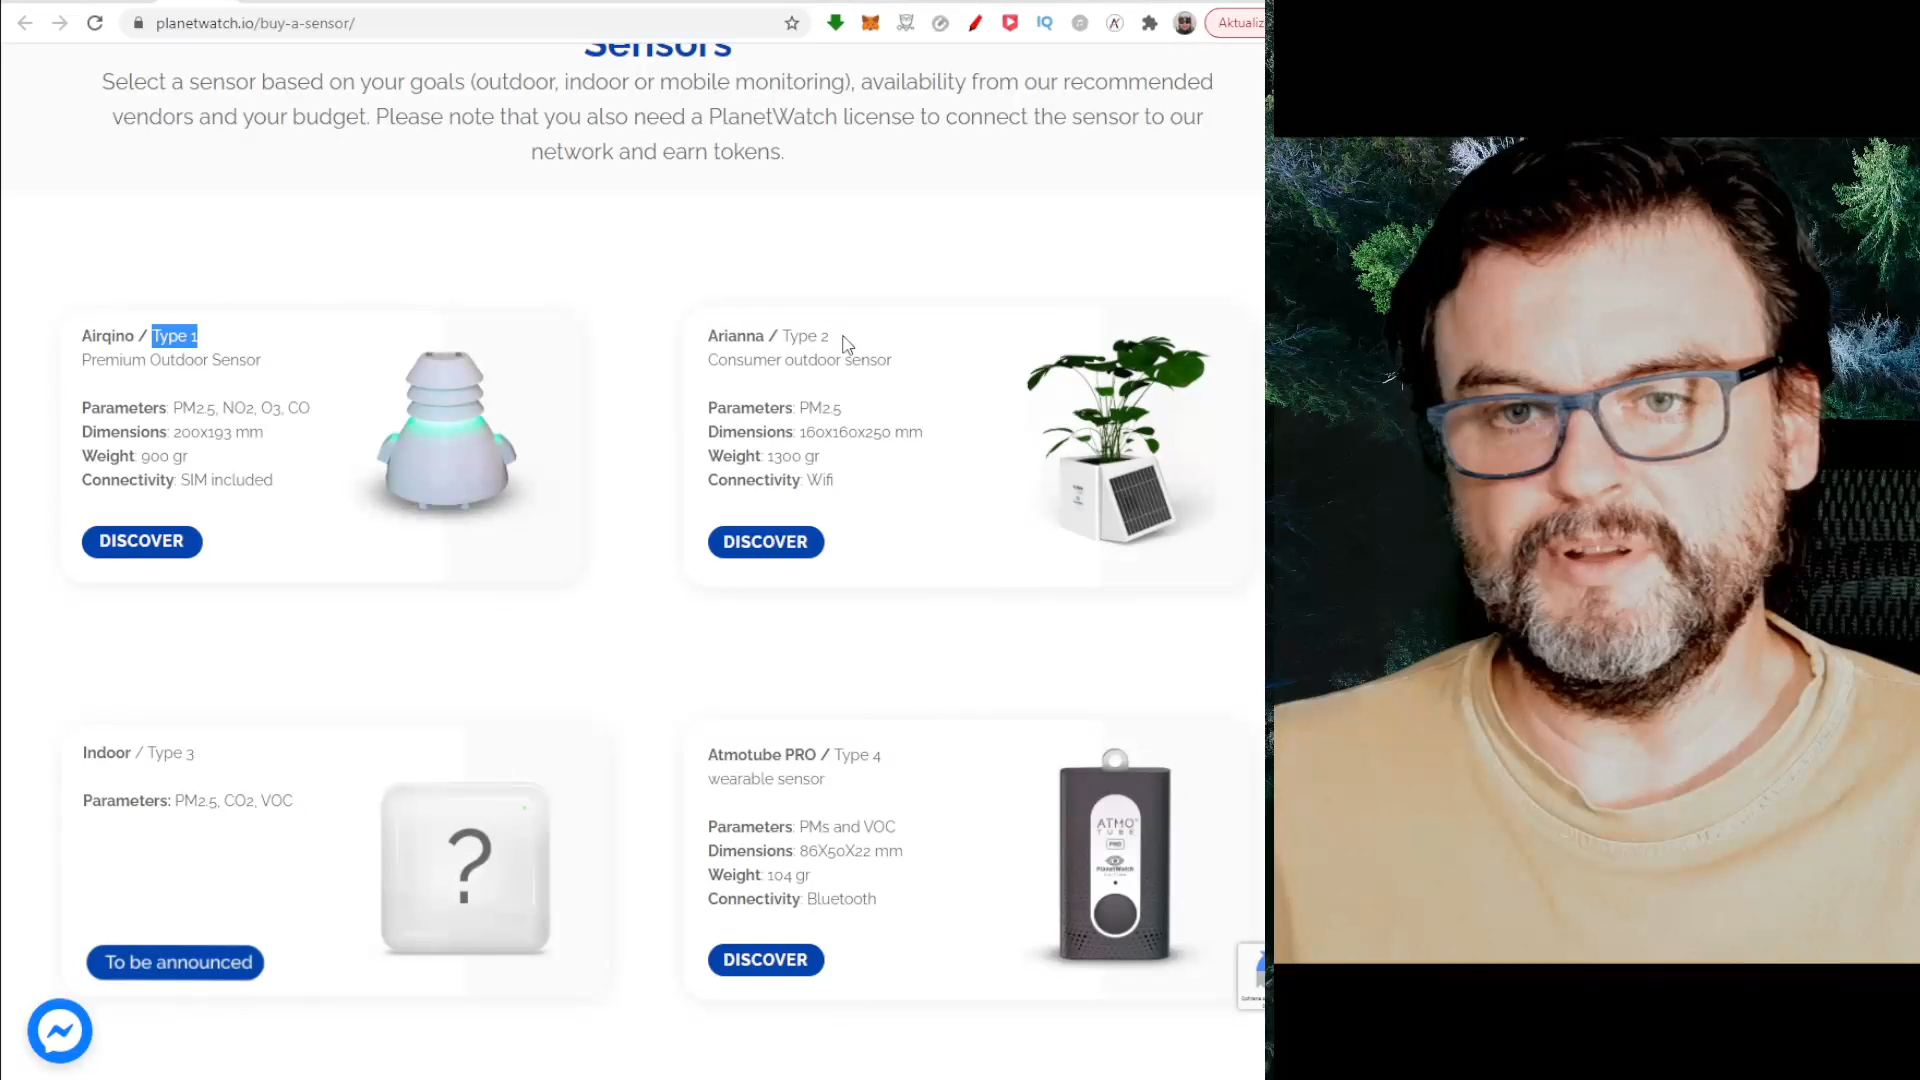 planetwatch.io/buy-a-sensor/
IQ
Aktualiz
Sensors
Select a sensor based on your goals (outdoor, indoor or mobile monitoring), availability from our recommended
vendors and your budget. Please note that you also need a PlanetWatch license to connect the sensor to our
network and earn tokens.
Airqino / Type 1
Premium Outdoor Sensor
Parameters: PM2.5, NO2, O3, CO
Dimensions: 200x193 mm
Weight: 900 gr
Connectivity: SIM included
DISCOVER
Arianna / Type 2
Consumer outdoor sensor
Parameters: PM2.5
Dimensions: 160x160x250 mm
Weight: 1300 gr
Connectivity: Wifi
DISCOVER
Indoor / Type 3
Parameters: PM2.5, CO2, VOC
?
To be announced
Atmotube PRO / Type 4
wearable sensor
Parameters: PMs and VOC
Dimensions: 86X50X22 mm
Weight: 104 gr
Connectivity: Bluetooth
DISCOVER
ATMO
TUBE
PRO
PlanetWatch